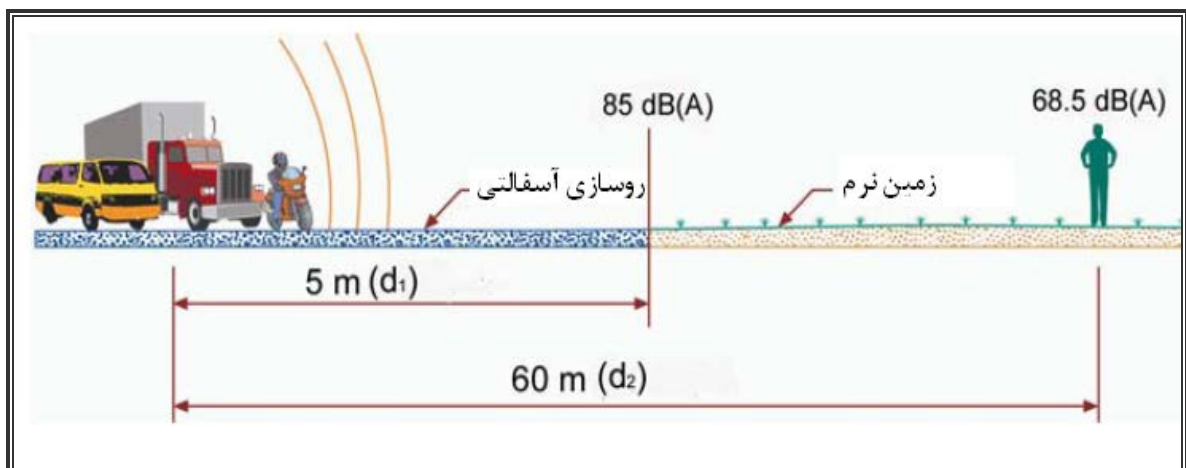 85 dB(A)
68.5 dB(A)
روسازی آسفالتی
زمین نرم
5 m (d₁)
60 m (d₂)